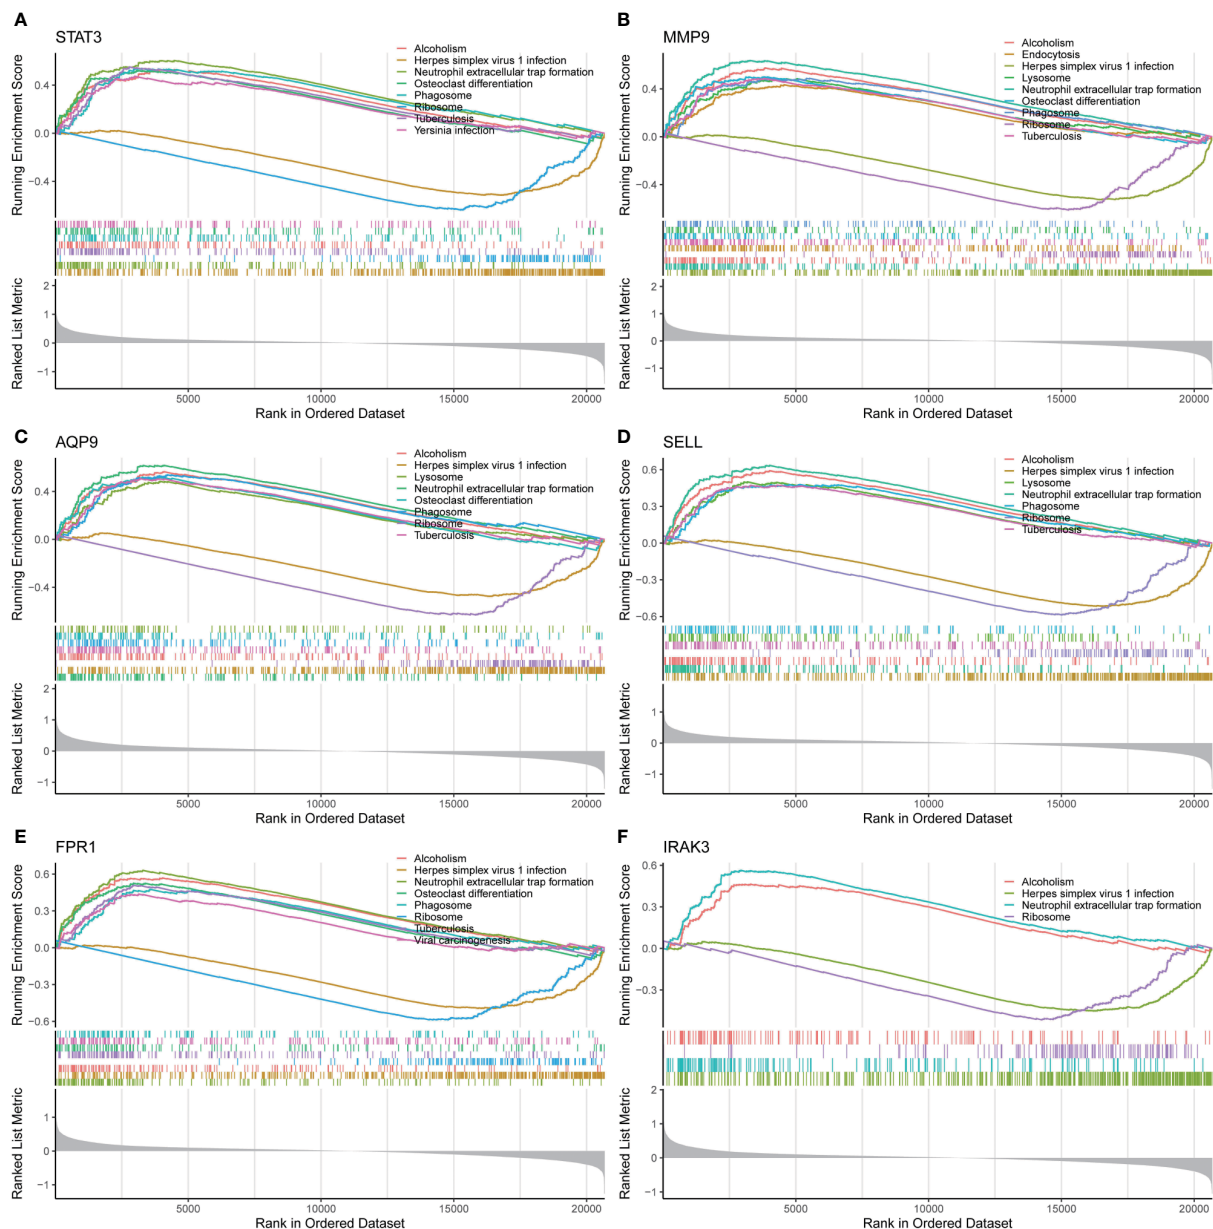 A
STAT3
Running Enrichment Score
0.4
0.0
−0.4
Alcoholism
Herpes simplex virus 1 infection
Neutrophil extracellular trap formation
Osteoclast differentiation
Phagosome
Ribosome
Tuberculosis
Yersinia infection
Ranked List Metric
2
1
0
−1
5000 10000 15000 20000
Rank in Ordered Dataset
B
MMP9
Running Enrichment Score
0.4
0.0
−0.4
Alcoholism
Endocytosis
Herpes simplex virus 1 infection
Lysosome
Neutrophil extracellular trap formation
Osteoclast differentiation
Phagosome
Ribosome
Tuberculosis
Ranked List Metric
2
1
0
−1
5000 10000 15000 20000
Rank in Ordered Dataset
C
AQP9
Running Enrichment Score
0.4
0.0
−0.4
Alcoholism
Herpes simplex virus 1 infection
Lysosome
Neutrophil extracellular trap formation
Osteoclast differentiation
Phagosome
Ribosome
Tuberculosis
Ranked List Metric
2
1
0
−1
5000 10000 15000 20000
Rank in Ordered Dataset
D
SELL
Running Enrichment Score
0.6
0.3
0.0
−0.3
−0.6
Alcoholism
Herpes simplex virus 1 infection
Lysosome
Neutrophil extracellular trap formation
Phagosome
Ribosome
Tuberculosis
Ranked List Metric
1
0
−1
5000 10000 15000 20000
Rank in Ordered Dataset
E
FPR1
Running Enrichment Score
0.6
0.3
0.0
−0.3
−0.6
Alcoholism
Herpes simplex virus 1 infection
Neutrophil extracellular trap formation
Osteoclast differentiation
Phagosome
Ribosome
Tuberculosis
Viral carcinogenesis
Ranked List Metric
1
0
−1
5000 10000 15000 20000
Rank in Ordered Dataset
F
IRAK3
Running Enrichment Score
0.6
0.3
0.0
−0.3
Alcoholism
Herpes simplex virus 1 infection
Neutrophil extracellular trap formation
Ribosome
Ranked List Metric
2
1
0
−1
5000 10000 15000 20000
Rank in Ordered Dataset